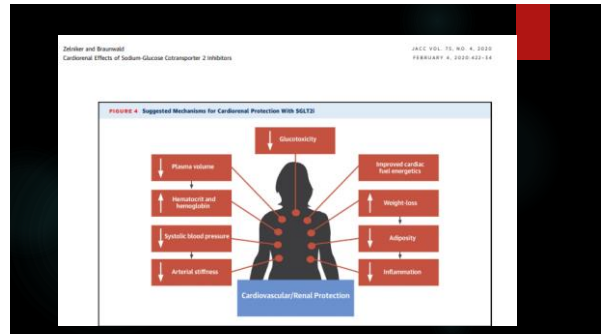 Zelniker and Braunwald
Cardiorenal Effects of Sodium-Glucose Cotransporter 2 Inhibitors
JACC VOL. 75, NO. 4, 2020
FEBRUARY 4, 2020:422–34
FIGURE 4 Suggested Mechanisms for Cardiorenal Protection With SGLT2i
Glucotoxicity
Plasma volume
Hematocrit and
hemoglobin
Systolic blood pressure
Arterial stiffness
Improved cardiac
fuel energetics
Weight-loss
Adiposity
Inflammation
Cardiovascular/Renal Protection